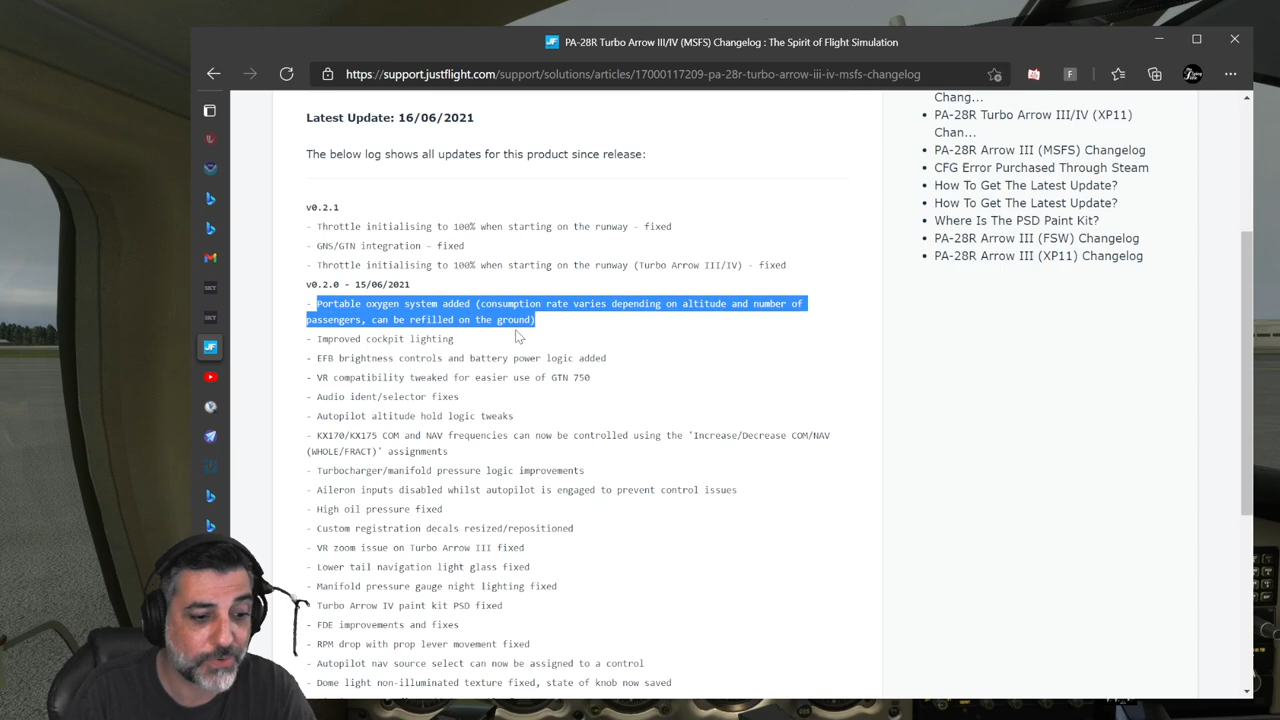 PA-28R Turbo Arrow III/IV (MSFS) Changelog : The Spirit of Flight Simulation
https://support.justflight.com/support/solutions/articles/17000117209-pa-28r-turbo-arrow-iii-iv-msfs-changelog
Latest Update: 16/06/2021
The below log shows all updates for this product since release:
v0.2.1
- Throttle initialising to 100% when starting on the runway - fixed
- GNS/GTN integration – fixed
- Throttle initialising to 100% when starting on the runway (Turbo Arrow III/IV) - fixed
v0.2.0 - 15/06/2021
- Portable oxygen system added (consumption rate varies depending on altitude and number of
passengers, can be refilled on the ground)
- Improved cockpit lighting
- EFB brightness controls and battery power logic added
- VR compatibility tweaked for easier use of GTN 750
- Audio ident/selector fixes
- Autopilot altitude hold logic tweaks
- KX170/KX175 COM and NAV frequencies can now be controlled using the 'Increase/Decrease COM/NAV
(WHOLE/FRACT)' assignments
- Turbocharger/manifold pressure logic improvements
- Aileron inputs disabled whilst autopilot is engaged to prevent control issues
- High oil pressure fixed
- Custom registration decals resized/repositioned
- VR zoom issue on Turbo Arrow III fixed
- Lower tail navigation light glass fixed
- Manifold pressure gauge night lighting fixed
Turbo Arrow IV paint kit PSD fixed
- FDE improvements and fixes
- RPM drop with prop lever movement fixed
- Autopilot nav source select can now be assigned to a control
- Dome light non-illuminated texture fixed, state of knob now saved
Chang...
• PA-28R Turbo Arrow III/IV (XP11)
Chan...
• PA-28R Arrow III (MSFS) Changelog
• CFG Error Purchased Through Steam
• How To Get The Latest Update?
• How To Get The Latest Update?
• Where Is The PSD Paint Kit?
• PA-28R Arrow III (FSW) Changelog
• PA-28R Arrow III (XP11) Changelog